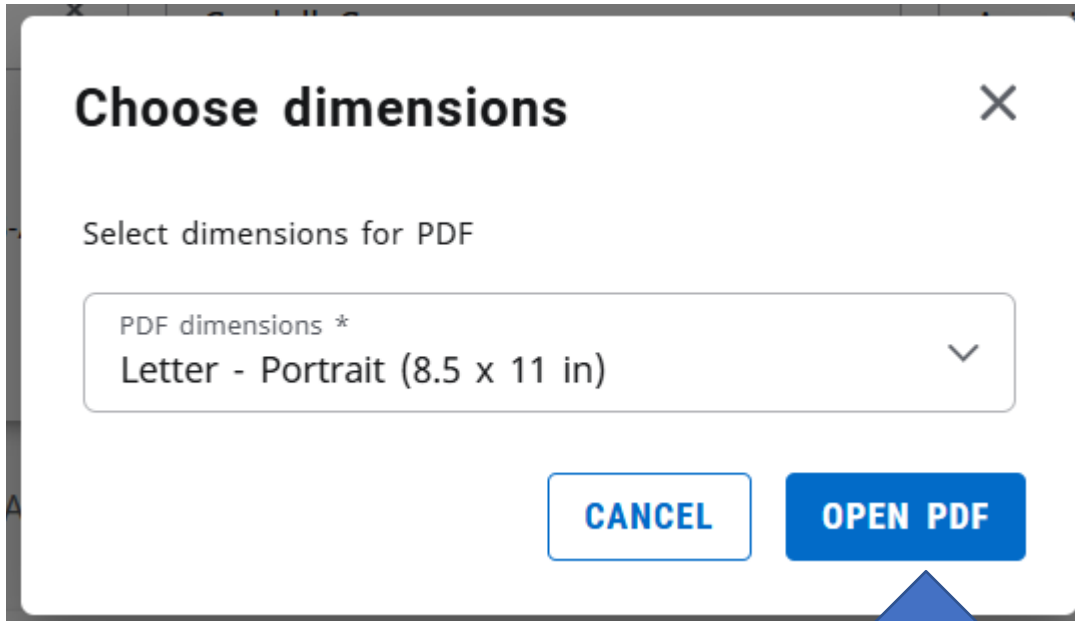 Choose dimensions
Select dimensions for PDF
PDF dimensions *
Letter - Portrait (8.5 x 11 in)
CANCEL
OPEN PDF